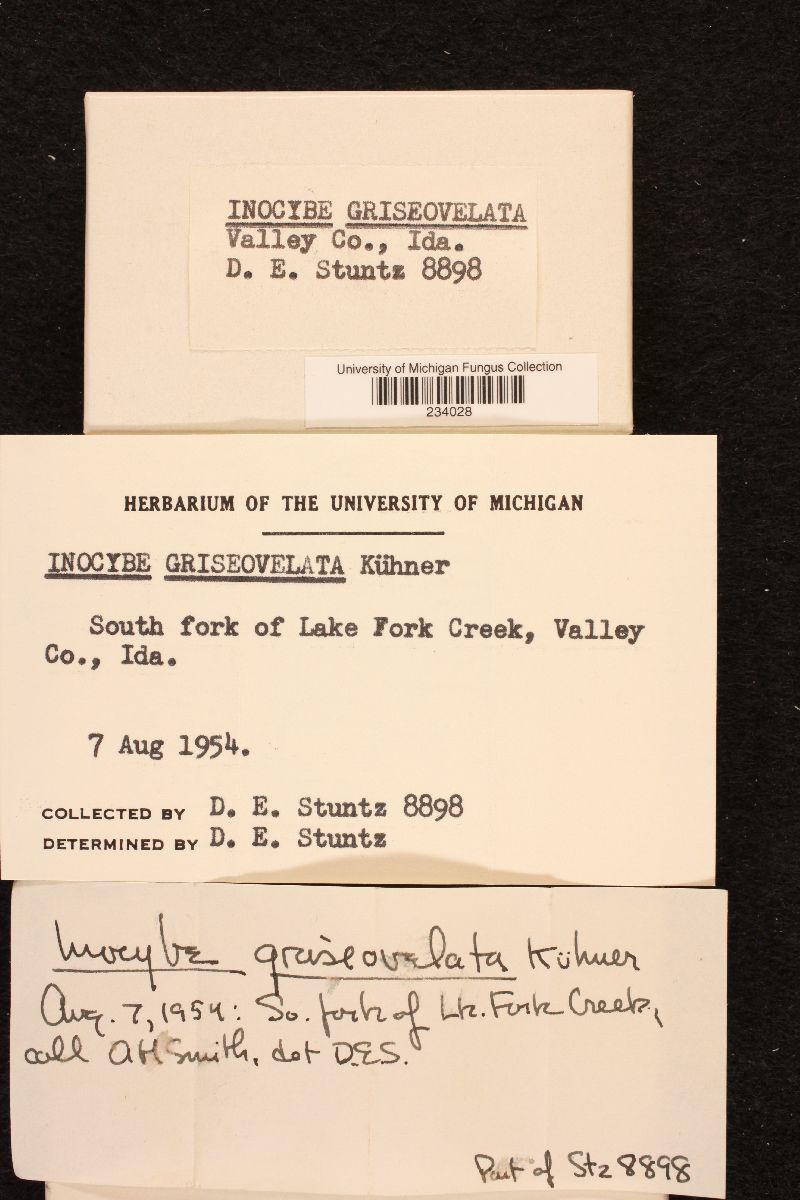 INOCYBE GRISEOVELATA
Valley Co., Ida.
D. E. Stuntz 8898
University of Michigan Fungus Collection
234028
HERBARIUM OF THE UNIVERSITY OF MICHIGAN
INOCYBE GRISEOVELATA Kühner
South fork of Lake Fork Creek, Valley
Co., Ida.
7 Aug 1954.
COLLECTED BY D. E. Stuntz 8898
DETERMINED BY D. E. Stuntz
Inocybe griseovelata Kühner
Aug. 7, 1954: So. fork of Lk. Fork Creek,
coll AHSmith, det D.E.S.
Part of Stz 8898